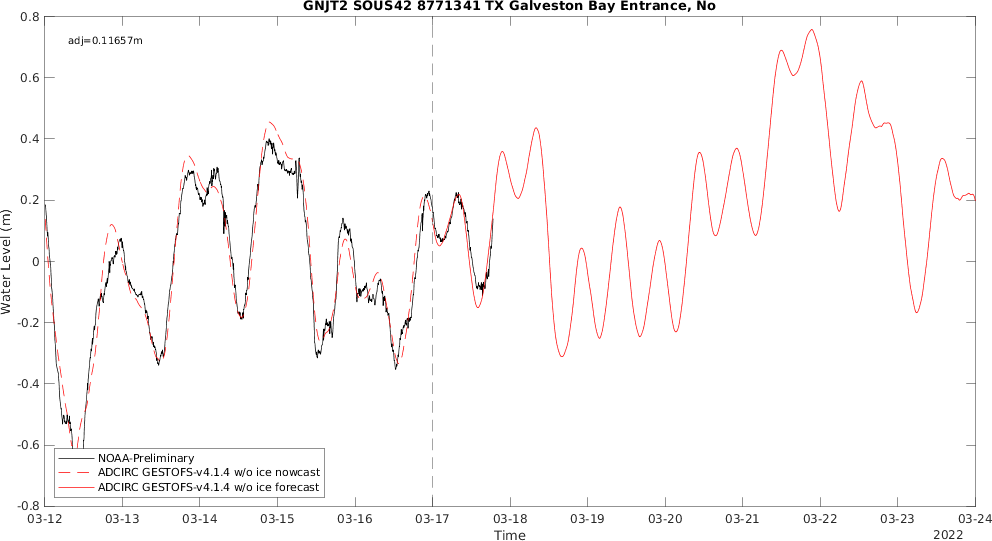 GNJT2 SOUS42 8771341 TX Galveston Bay Entrance, No
adj=0.11657m
0.8
0.6
0.4
0.2
0
-0.2
-0.4
-0.6
-0.8
Water Level (m)
NOAA-Preliminary
ADCIRC GESTOFS-v4.1.4 w/o ice nowcast
ADCIRC GESTOFS-v4.1.4 w/o ice forecast
03-12 03-13 03-14 03-15 03-16 03-17 03-18 03-19 03-20 03-21 03-22 03-23 03-24
Time
2022